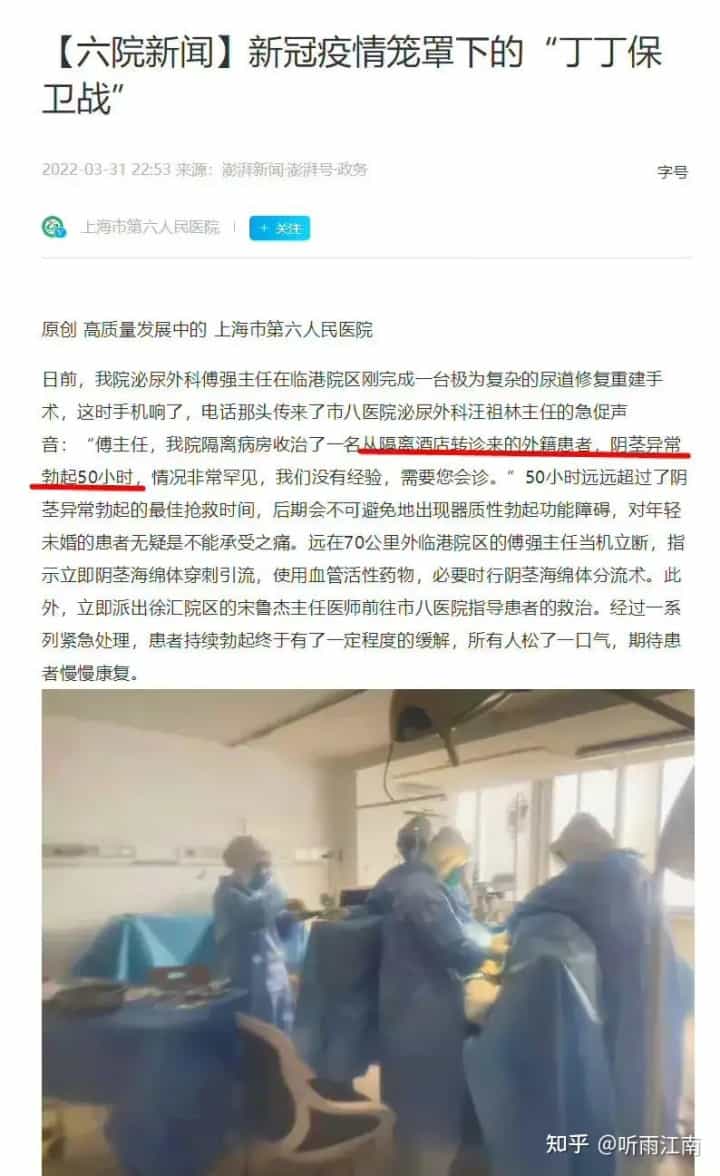 【六院新闻】新冠疫情笼罩下的“丁丁保
卫战”
2022-03-31 22:53 来源：澎湃新闻·澎湃号·政务
字号
上海市第六人民医院
+ 关注
原创 高质量发展中的 上海市第六人民医院
日前，我院泌尿外科傅强主任在临港院区刚完成一台极为复杂的尿道修复重建手
术，这时手机响了，电话那头传来了市八医院泌尿外科汪祖林主任的急促声
音：“傅主任，我院隔离病房收治了一名从隔离酒店转诊来的外籍患者，阴茎异常
勃起50小时，情况非常罕见，我们没有经验，需要您会诊。”50小时远远超过了阴
茎异常勃起的最佳抢救时间，后期会不可避免地出现器质性勃起功能障碍，对年轻
未婚的患者无疑是不能承受之痛。远在70公里外临港院区的傅强主任当机立断，指
示立即阴茎海绵体穿刺引流，使用血管活性药物，必要时行阴茎海绵体分流术。此
外，立即派出徐汇院区的宋鲁杰主任医师前往市八医院指导患者的救治。经过一系
列紧急处理，患者持续勃起终于有了一定程度的缓解，所有人松了一口气，期待患
者慢慢康复。
知乎 @听雨江南